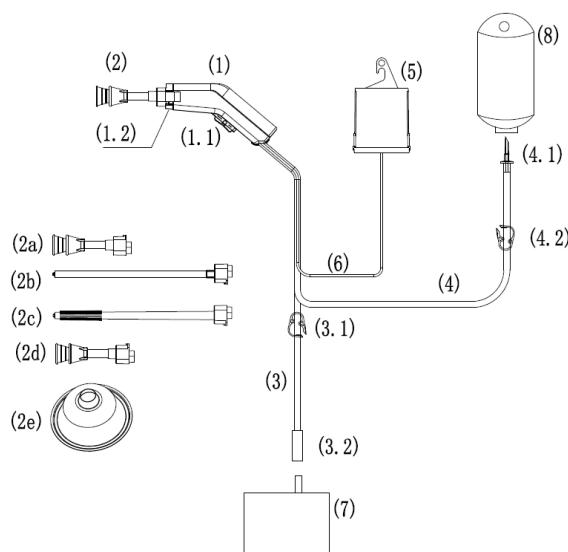 (2)
(1)
(5)
(8)
(1.2)
(1.1)
(4.1)
(4.2)
(2a)
(6)
(2b)
(4)
(2c)
(3.1)
(2d)
(3)
(2e)
(3.2)
(7)